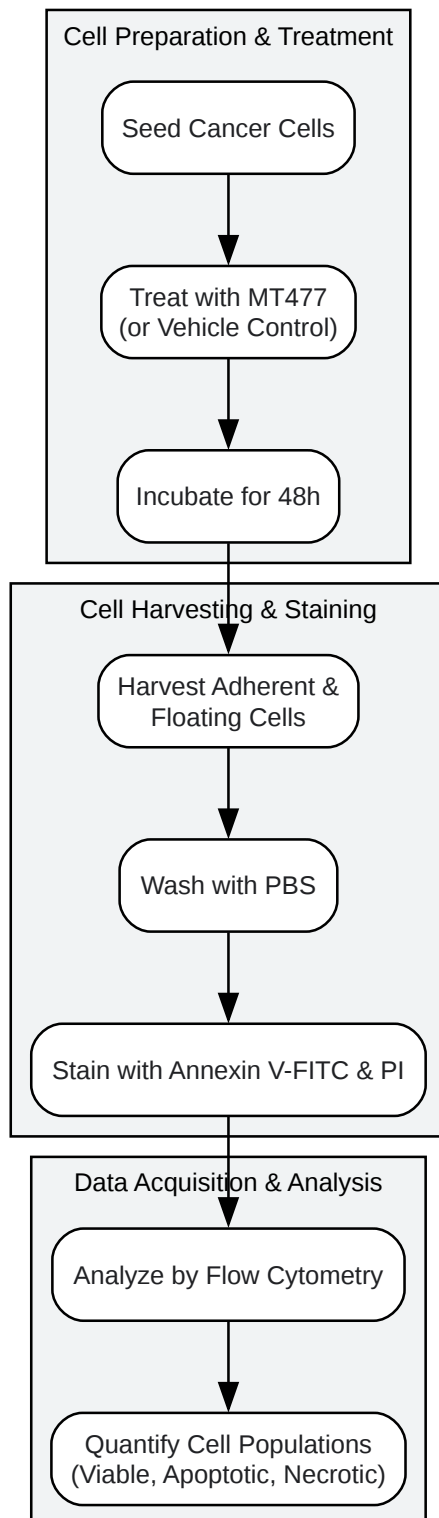 Cell Preparation & Treatment
Seed Cancer Cells
Treat with MT477
(or Vehicle Control)
Incubate for 48h
Cell Harvesting & Staining
Harvest Adherent &
Floating Cells
Wash with PBS
Stain with Annexin V-FITC & PI
Data Acquisition & Analysis
Analyze by Flow Cytometry
Quantify Cell Populations
(Viable, Apoptotic, Necrotic)